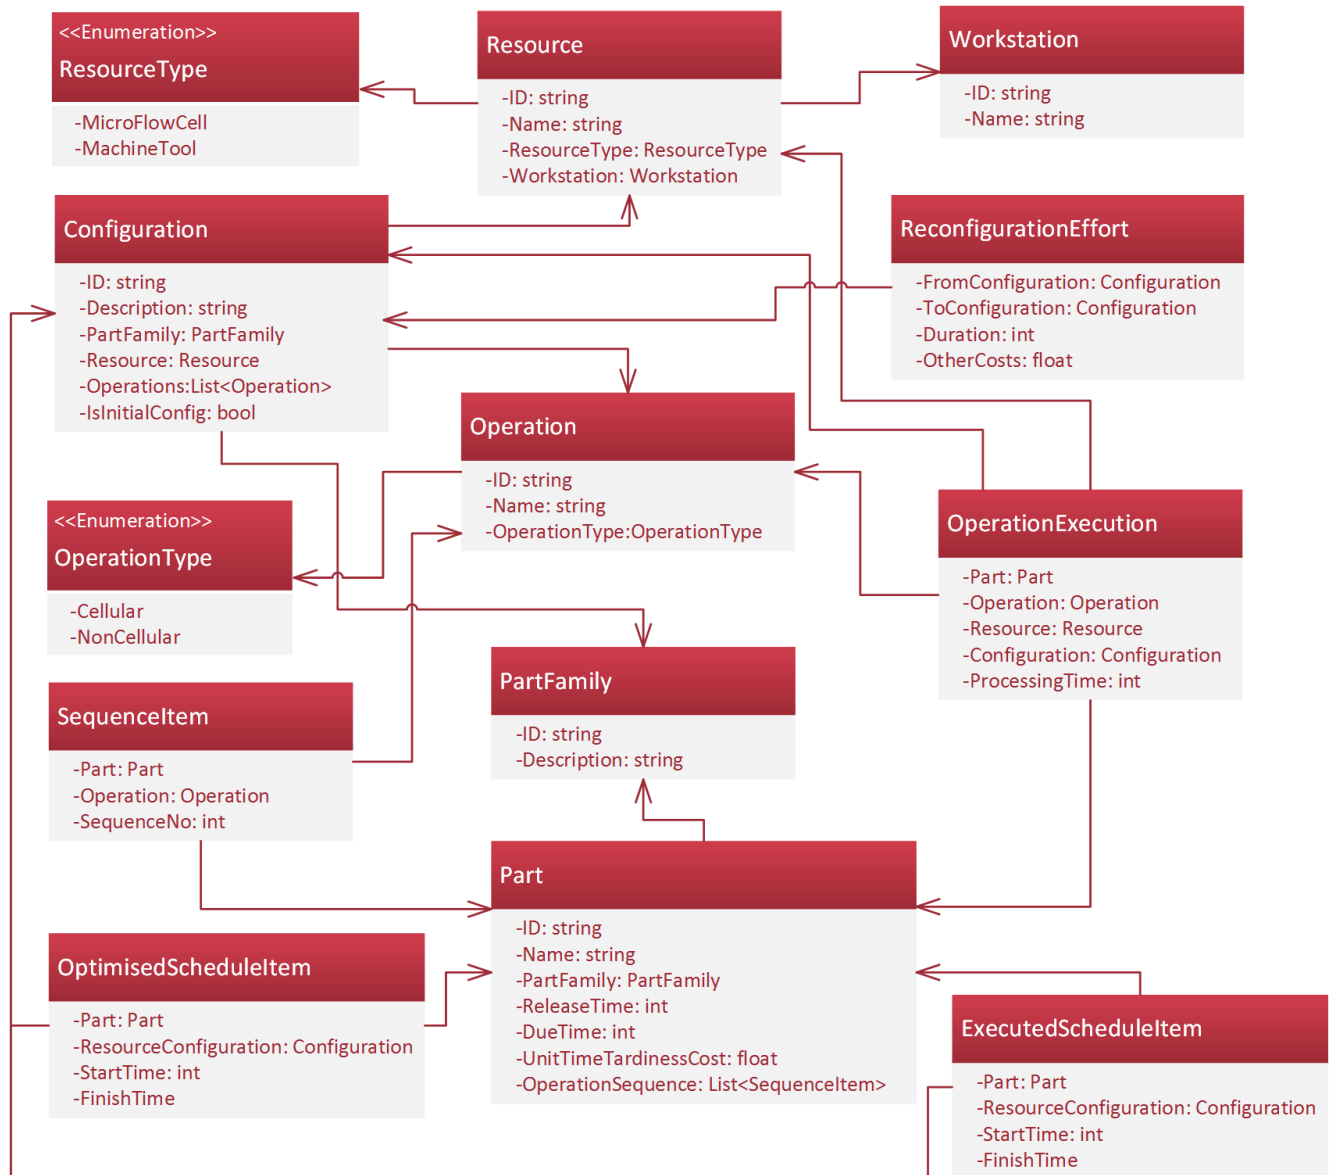 <<Enumeration>>
ResourceType
-MicroFlowCell
-MachineTool
Resource
-ID: string
-Name: string
-ResourceType: ResourceType
-Workstation: Workstation
Workstation
-ID: string
-Name: string
Configuration
-ID: string
-Description: string
-PartFamily: PartFamily
-Resource: Resource
-Operations:List<Operation>
-IsInitialConfig: bool
ReconfigurationEffort
-FromConfiguration: Configuration
-ToConfiguration: Configuration
-Duration: int
-OtherCosts: float
Operation
-ID: string
-Name: string
-OperationType:OperationType
<<Enumeration>>
OperationType
-Cellular
-NonCellular
OperationExecution
-Part: Part
-Operation: Operation
-Resource: Resource
-Configuration: Configuration
-ProcessingTime: int
PartFamily
-ID: string
-Description: string
SequenceItem
-Part: Part
-Operation: Operation
-SequenceNo: int
Part
-ID: string
-Name: string
-PartFamily: PartFamily
-ReleaseTime: int
-DueTime: int
-UnitTimeTardinessCost: float
-OperationSequence: List<SequenceItem>
OptimisedScheduleItem
-Part: Part
-ResourceConfiguration: Configuration
-StartTime: int
-FinishTime
ExecutedScheduleItem
-Part: Part
-ResourceConfiguration: Configuration
-StartTime: int
-FinishTime